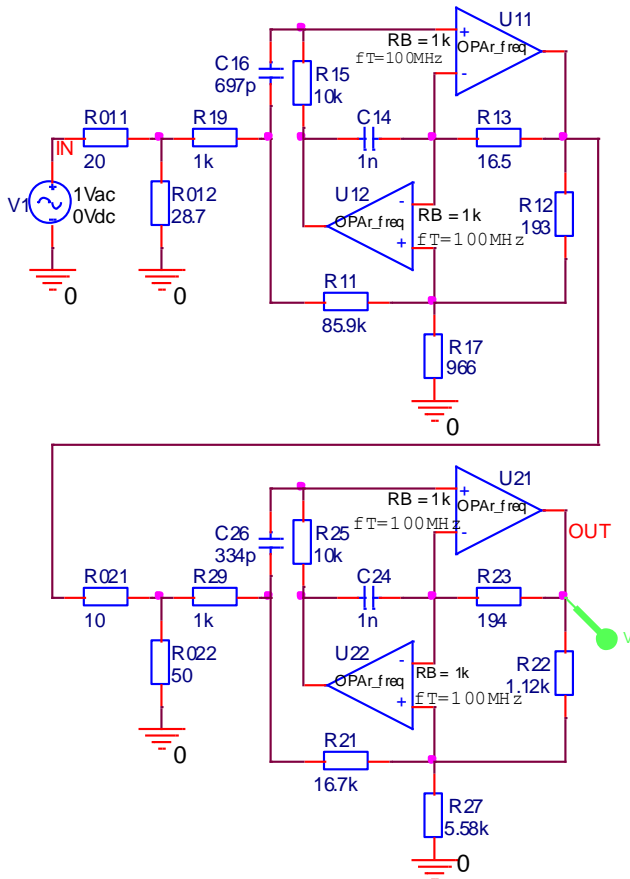 U11
RB = 1k
OPAr_freq
fT=100MHz
+
-
C16
697p
R15
10k
R011
20
R19
1k
C14
1n
R13
16.5
IN
V1
1Vac
0Vdc
R012
28.7
U12
OPAr_freq
-
+
RB = 1k
fT=100MHz
R12
193
0
0
R11
85.9k
R17
966
0
U21
RB = 1k
OPAr_freq
fT=100MHz
+
-
OUT
C26
334p
R25
10k
R021
10
R29
1k
C24
1n
R23
194
V
R022
50
U22
OPAr_freq
-
+
RB = 1k
fT=100MHz
R22
1.12k
0
R21
16.7k
R27
5.58k
0